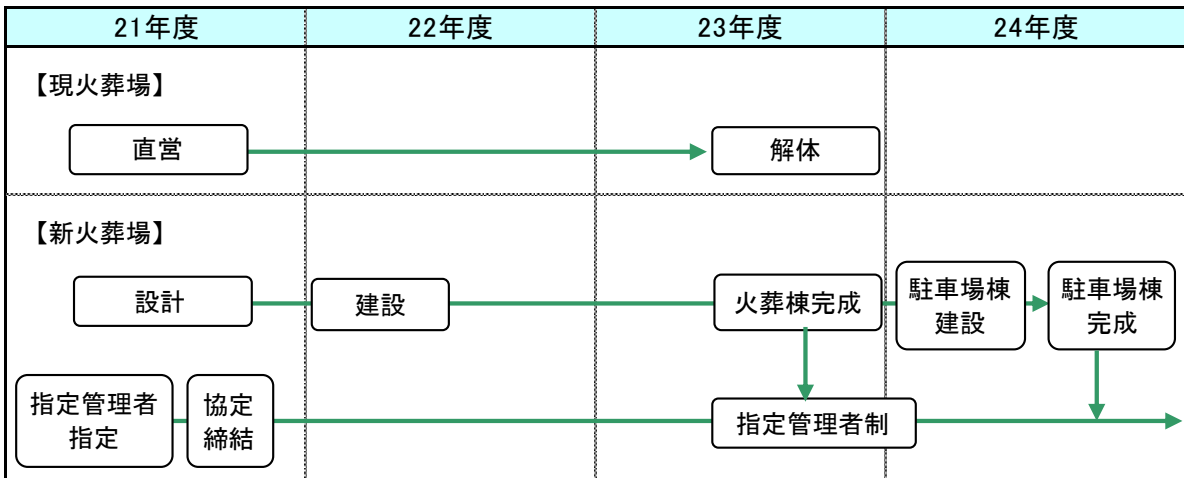 21年度
22年度
23年度
24年度
【現火葬場】
直営
解体
【新火葬場】
設計
建設
火葬棟完成
駐車場棟
建設
駐車場棟
完成
指定管理者
指定
協定
締結
指定管理者制